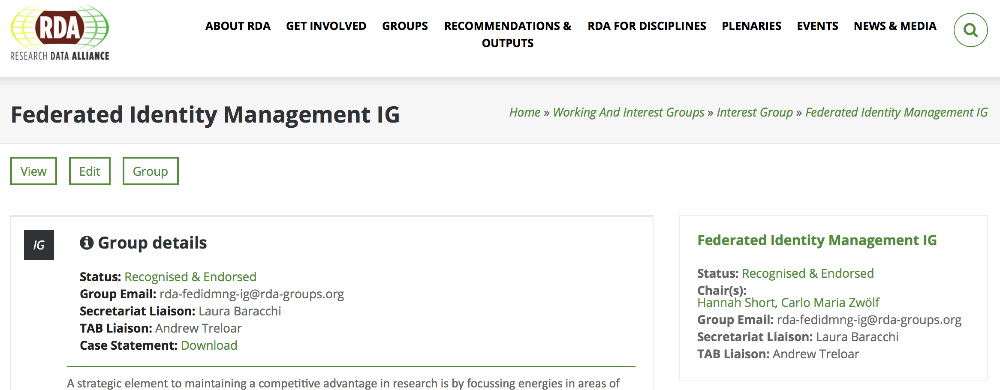 RDA
RESEARCH DATA ALLIANCE
ABOUT RDA GET INVOLVED GROUPS RECOMMENDATIONS & OUTPUTS RDA FOR DISCIPLINES PLENARIES EVENTS NEWS & MEDIA
Federated Identity Management IG
Home » Working And Interest Groups » Interest Group » Federated Identity Management IG
View Edit Group
IG
Group details
Status: Recognised & Endorsed
Group Email: rda-fedidmng-ig@rda-groups.org
Secretariat Liaison: Laura Baracchi
TAB Liaison: Andrew Treloar
Case Statement: Download
A strategic element to maintaining a competitive advantage in research is by focussing energies in areas of
Federated Identity Management IG
Status: Recognised & Endorsed
Chair(s):
Hannah Short, Carlo Maria Zwölf
Group Email: rda-fedidmng-ig@rda-groups.org
Secretariat Liaison: Laura Baracchi
TAB Liaison: Andrew Treloar